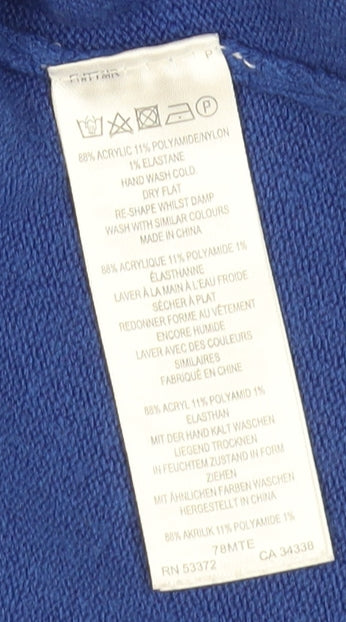 P
88% ACRYLIC 11% POLYAMIDE/NYLON
1% ELASTANE
HAND WASH COLD.
DRY FLAT
RE-SHAPE WHILST DAMP
WASH WITH SIMILAR COLOURS
MADE IN CHINA
88% ACRYLIQUE 11% POLYAMIDE 1%
ÉLASTHANNE
LAVER À LA MAIN À L'EAU FROIDE
SÉCHER À PLAT
REDONNER FORME AU VÊTEMENT
ENCORE HUMIDE
LAVER AVEC DES COULEURS
SIMILAIRES
FABRIQUÉ EN CHINE
88% ACRYL 11% POLYAMID 1%
ELASTHAN
MIT DER HAND KALT WASCHEN
LIEGEND TROCKNEN
IN FEUCHTEM ZUSTAND IN FORM
ZIEHEN
MIT ÄHNLICHEN FARBEN WASCHEN
HERGESTELLT IN CHINA
88% AKRILIK 11% POLYAMIDE 1%
78MTE
RN 53372 CA 34338